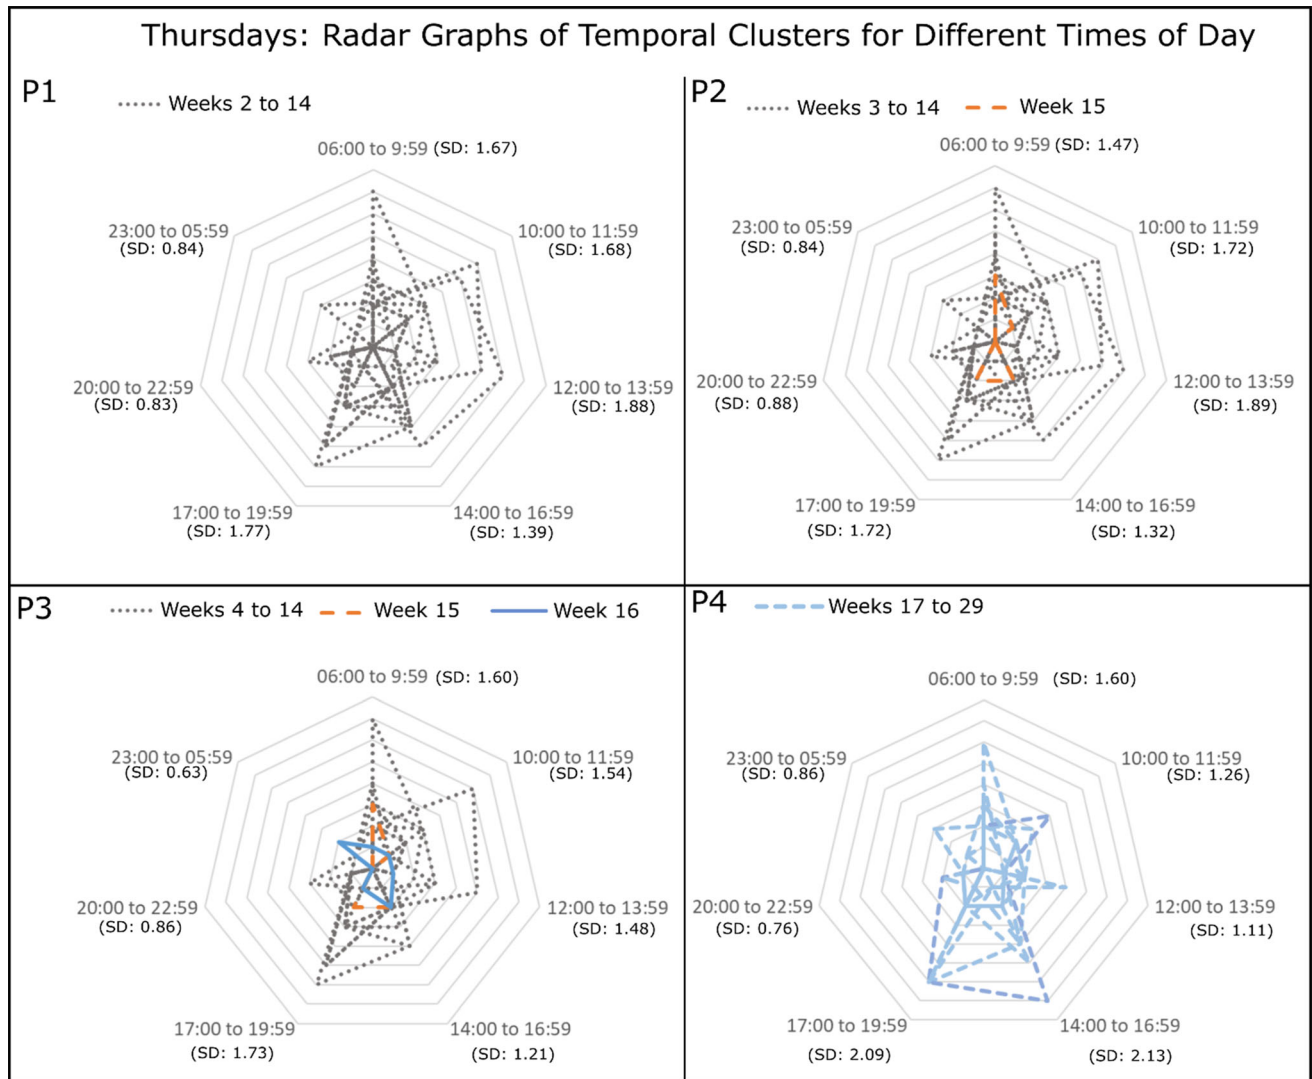 Thursdays: Radar Graphs of Temporal Clusters for Different Times of Day
P1
Weeks 2 to 14
06:00 to 9:59 (SD: 1.67)
10:00 to 11:59
(SD: 1.68)
12:00 to 13:59
(SD: 1.88)
14:00 to 16:59
(SD: 1.39)
17:00 to 19:59
(SD: 1.77)
20:00 to 22:59
(SD: 0.83)
23:00 to 05:59
(SD: 0.84)
P2
Weeks 3 to 14 Week 15
06:00 to 9:59 (SD: 1.47)
10:00 to 11:59
(SD: 1.72)
12:00 to 13:59
(SD: 1.89)
14:00 to 16:59
(SD: 1.32)
17:00 to 19:59
(SD: 1.72)
20:00 to 22:59
(SD: 0.88)
23:00 to 05:59
(SD: 0.84)
P3
Weeks 4 to 14 Week 15 Week 16
06:00 to 9:59 (SD: 1.60)
10:00 to 11:59
(SD: 1.54)
12:00 to 13:59
(SD: 1.48)
14:00 to 16:59
(SD: 1.21)
17:00 to 19:59
(SD: 1.73)
20:00 to 22:59
(SD: 0.86)
23:00 to 05:59
(SD: 0.63)
P4
Weeks 17 to 29
06:00 to 9:59 (SD: 1.60)
10:00 to 11:59
(SD: 1.26)
12:00 to 13:59
(SD: 1.11)
14:00 to 16:59
(SD: 2.13)
17:00 to 19:59
(SD: 2.09)
20:00 to 22:59
(SD: 0.76)
23:00 to 05:59
(SD: 0.86)